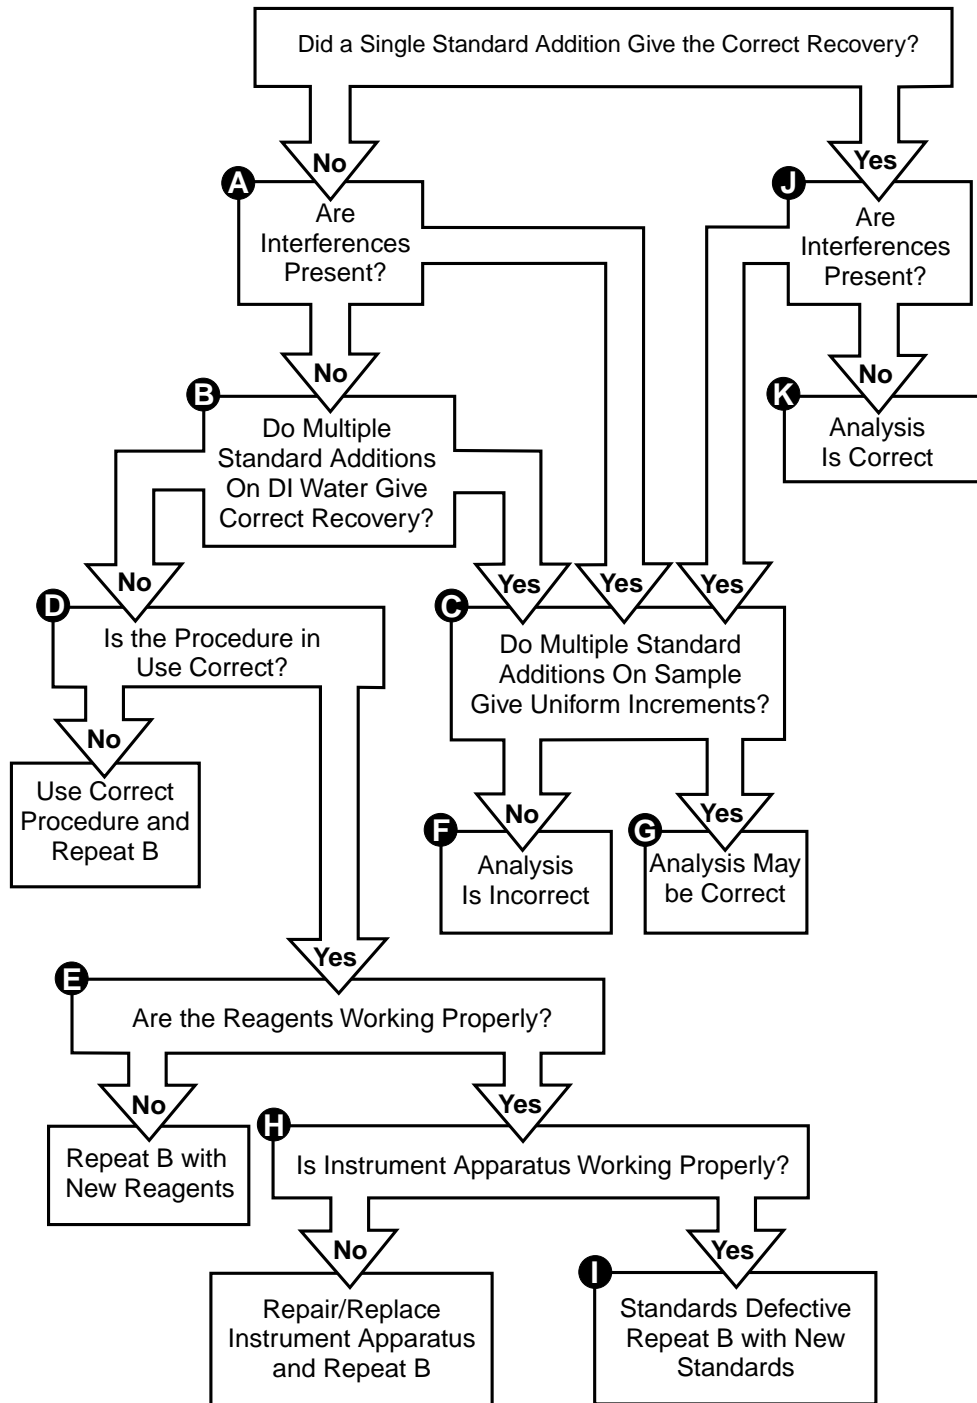 Did a Single Standard Addition Give the Correct Recovery?
No
Yes
A
Are
Interferences
Present?
J
Are
Interferences
Present?
No
No
B
Do Multiple
Standard Additions
On DI Water Give
Correct Recovery?
K
Analysis
Is Correct
No
Yes
Yes
Yes
D
Is the Procedure in
Use Correct?
C
Do Multiple Standard
Additions On Sample
Give Uniform Increments?
No
Use Correct
Procedure and
Repeat B
No
Yes
F
Analysis
Is Incorrect
G
Analysis May
be Correct
Yes
E
Are the Reagents Working Properly?
No
Yes
Repeat B with
New Reagents
H
Is Instrument Apparatus Working Properly?
No
Yes
Repair/Replace
Instrument Apparatus
and Repeat B
I
Standards Defective
Repeat B with New
Standards